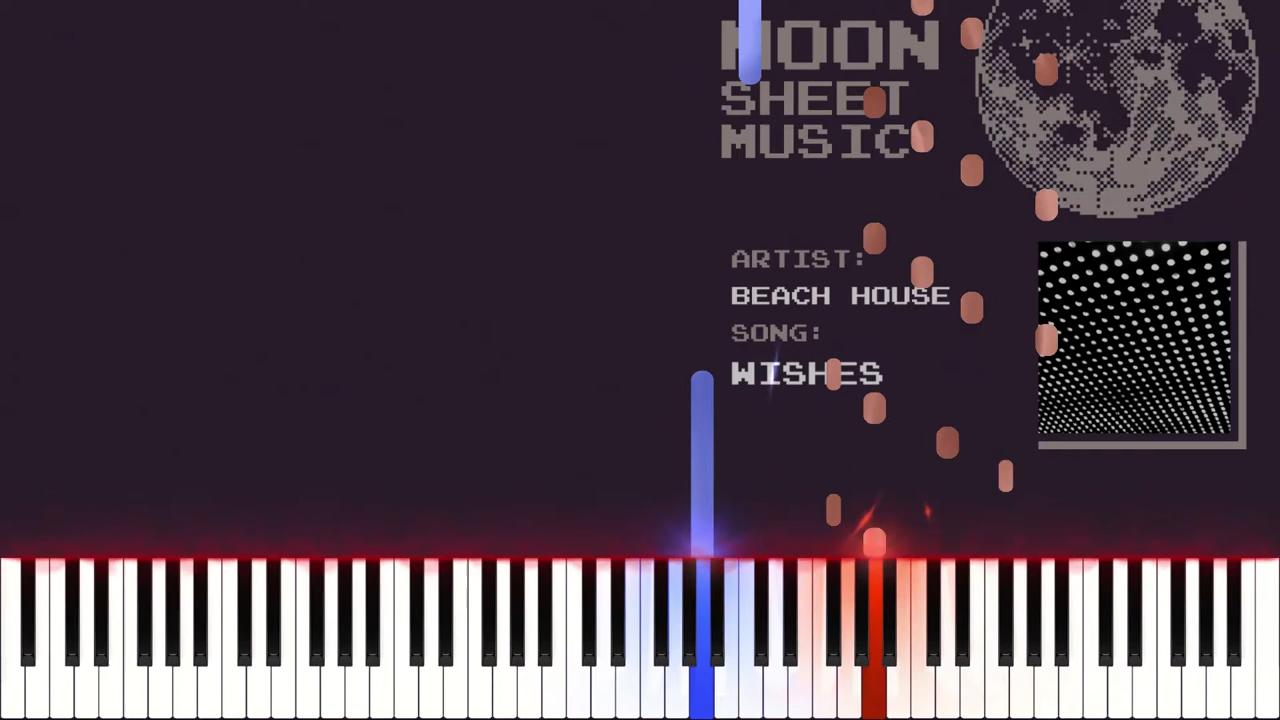 MOON
SHEET
MUSIC
ARTIST:
BEACH HOUSE
SONG:
WISHES